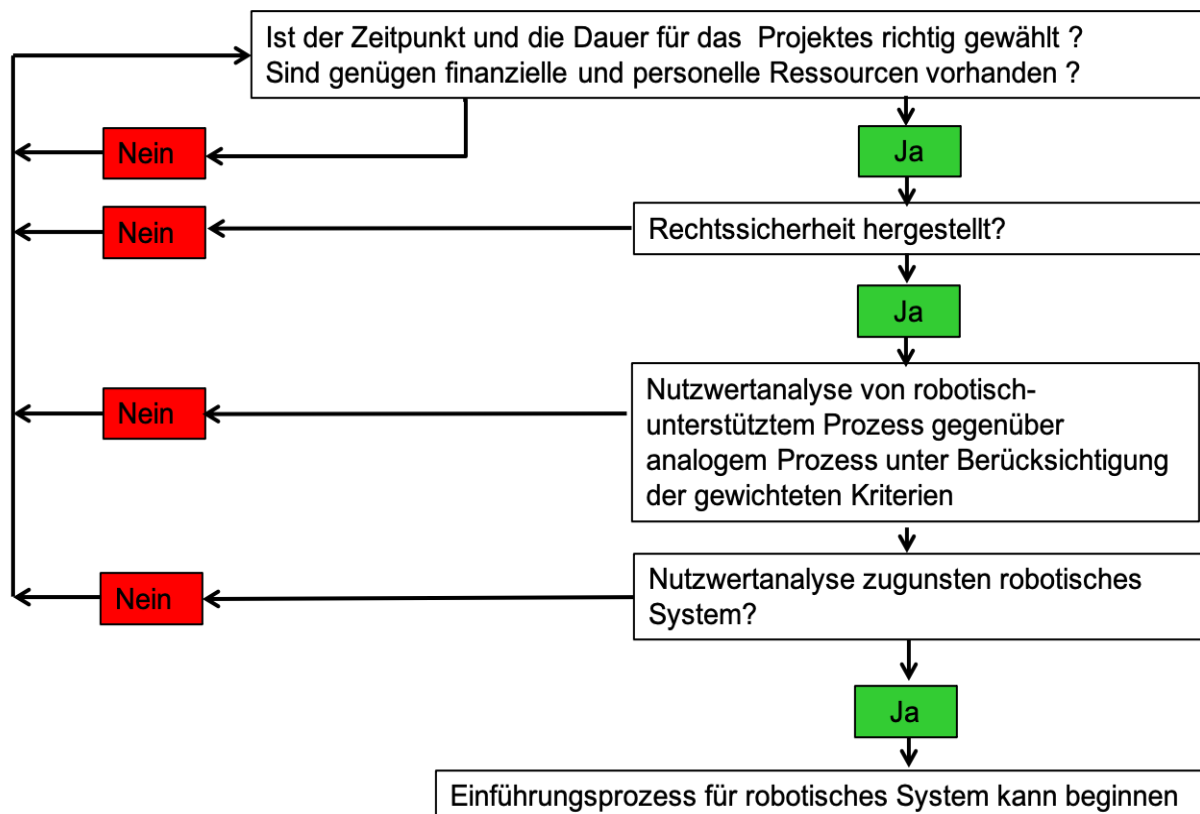 Ist der Zeitpunkt und die Dauer für das Projektes richtig gewählt ?
Sind genügen finanzielle und personelle Ressourcen vorhanden ?
Nein
Ja
Nein
Rechtssicherheit hergestellt?
Ja
Nein
Nutzwertanalyse von robotisch-
unterstütztem Prozess gegenüber
analogem Prozess unter Berücksichtigung
der gewichteten Kriterien
Nein
Nutzwertanalyse zugunsten robotisches
System?
Ja
Einführungsprozess für robotisches System kann beginnen